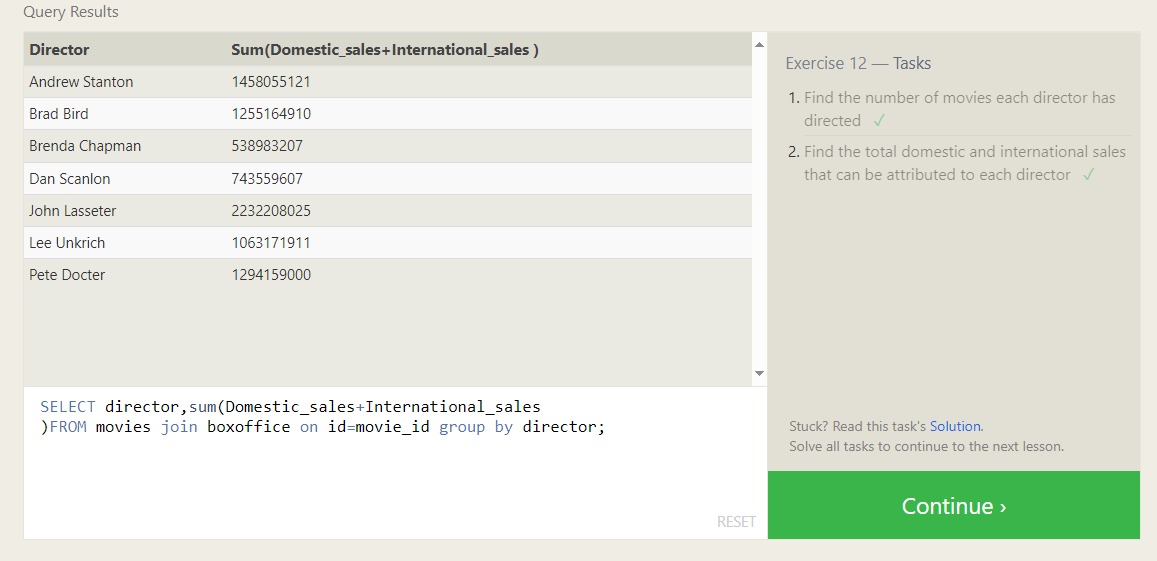 Query Results
Director Sum(Domestic_sales+International_sales )
Andrew Stanton 1458055121
Brad Bird 1255164910
Brenda Chapman 538983207
Dan Scanlon 743559607
John Lasseter 2232208025
Lee Unkrich 1063171911
Pete Docter 1294159000
SELECT director,sum(Domestic_sales+International_sales
)FROM movies join boxoffice on id=movie_id group by director;
RESET
Exercise 12 — Tasks
1. Find the number of movies each director has
directed ✓
2. Find the total domestic and international sales
that can be attributed to each director ✓
Stuck? Read this task's Solution.
Solve all tasks to continue to the next lesson.
Continue ›